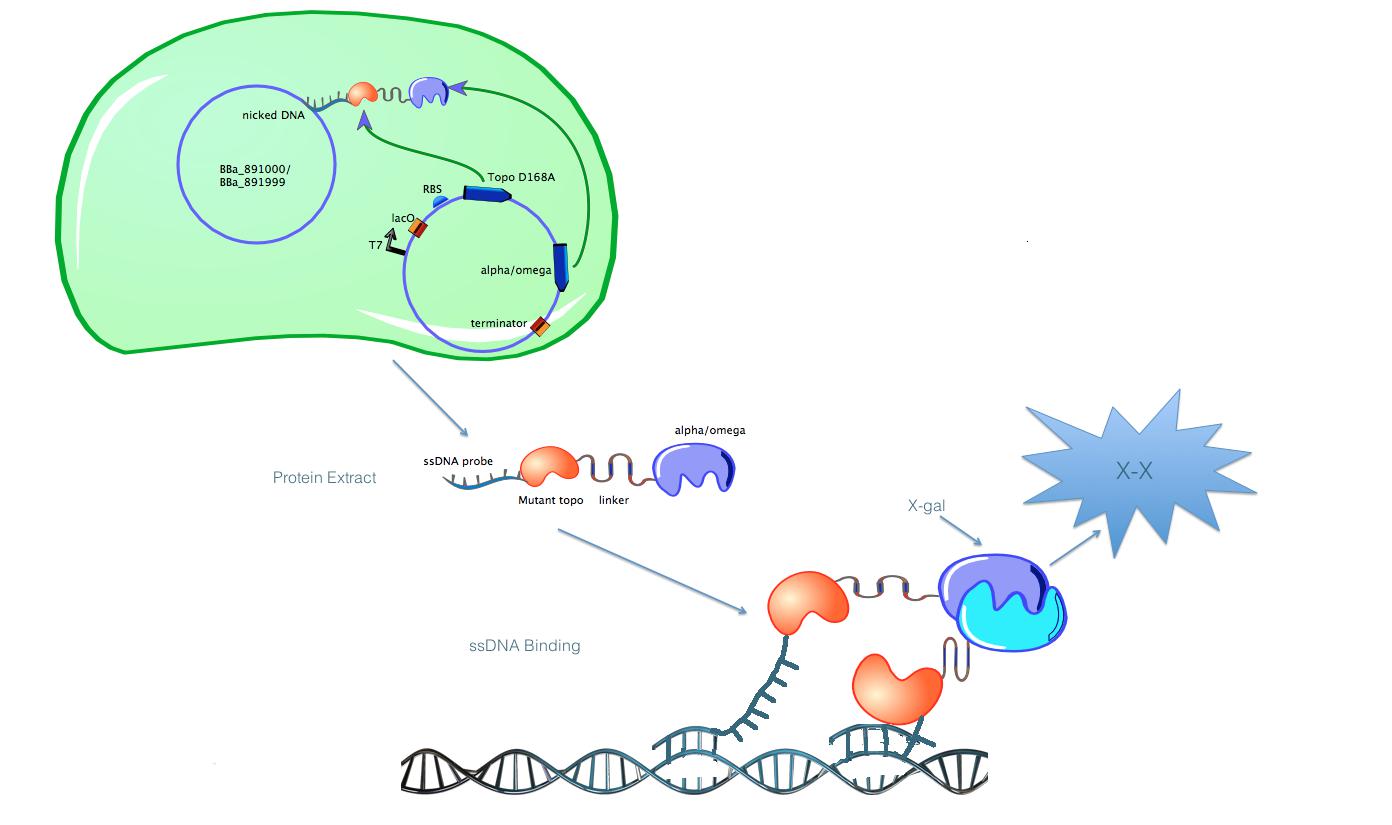 nicked DNA
BBa_891000/
BBa_891999
Topo D168A
RBS
lacO
T7
alpha/omega
terminator
alpha/omega
ssDNA probe
Protein Extract
Mutant topo
linker
X-X
X-gal
ssDNA Binding